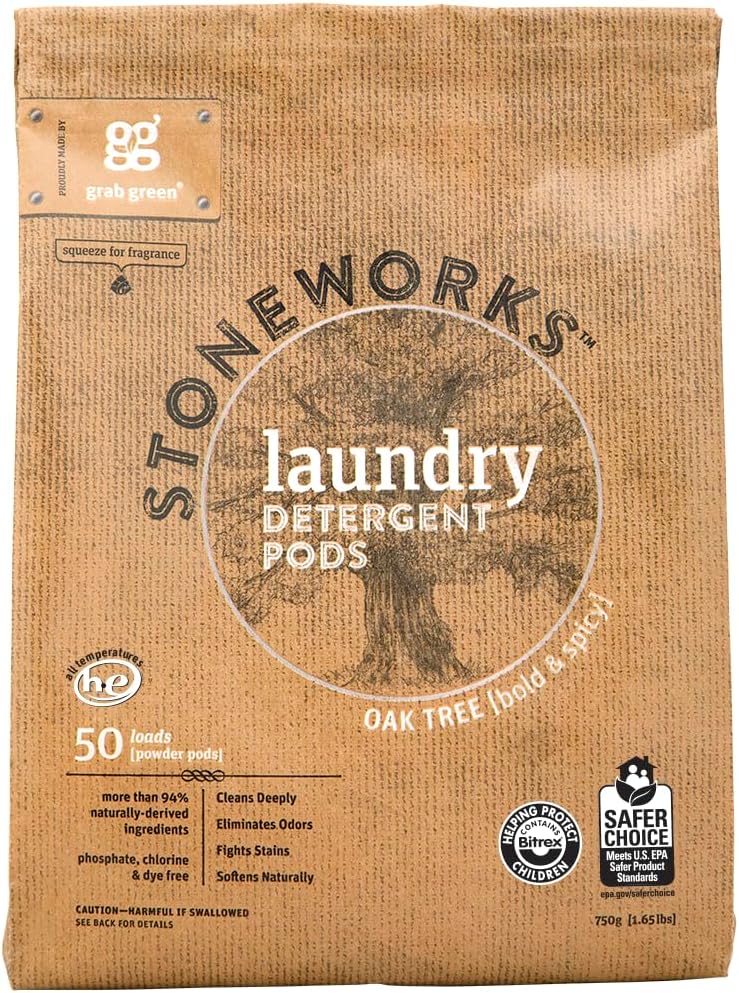 PROUDLY MADE BY
gg
grab green®
squeeze for fragrance
STONEWORKS™
laundry
DETERGENT
PODS
OAK TREE [bold & spicy]
all temperatures
he
50 loads
[powder pods]
more than 94%
naturally-derived
ingredients
phosphate, chlorine
& dye free
Cleans Deeply
Eliminates Odors
Fights Stains
Softens Naturally
CAUTION—HARMFUL IF SWALLOWED
SEE BACK FOR DETAILS
HELPING PROTECT
CONTAINS
Bitrex
CHILDREN
SAFER
CHOICE
Meets U.S. EPA
Safer Product
Standards
epa.gov/saferchoice
750g [1.65lbs]